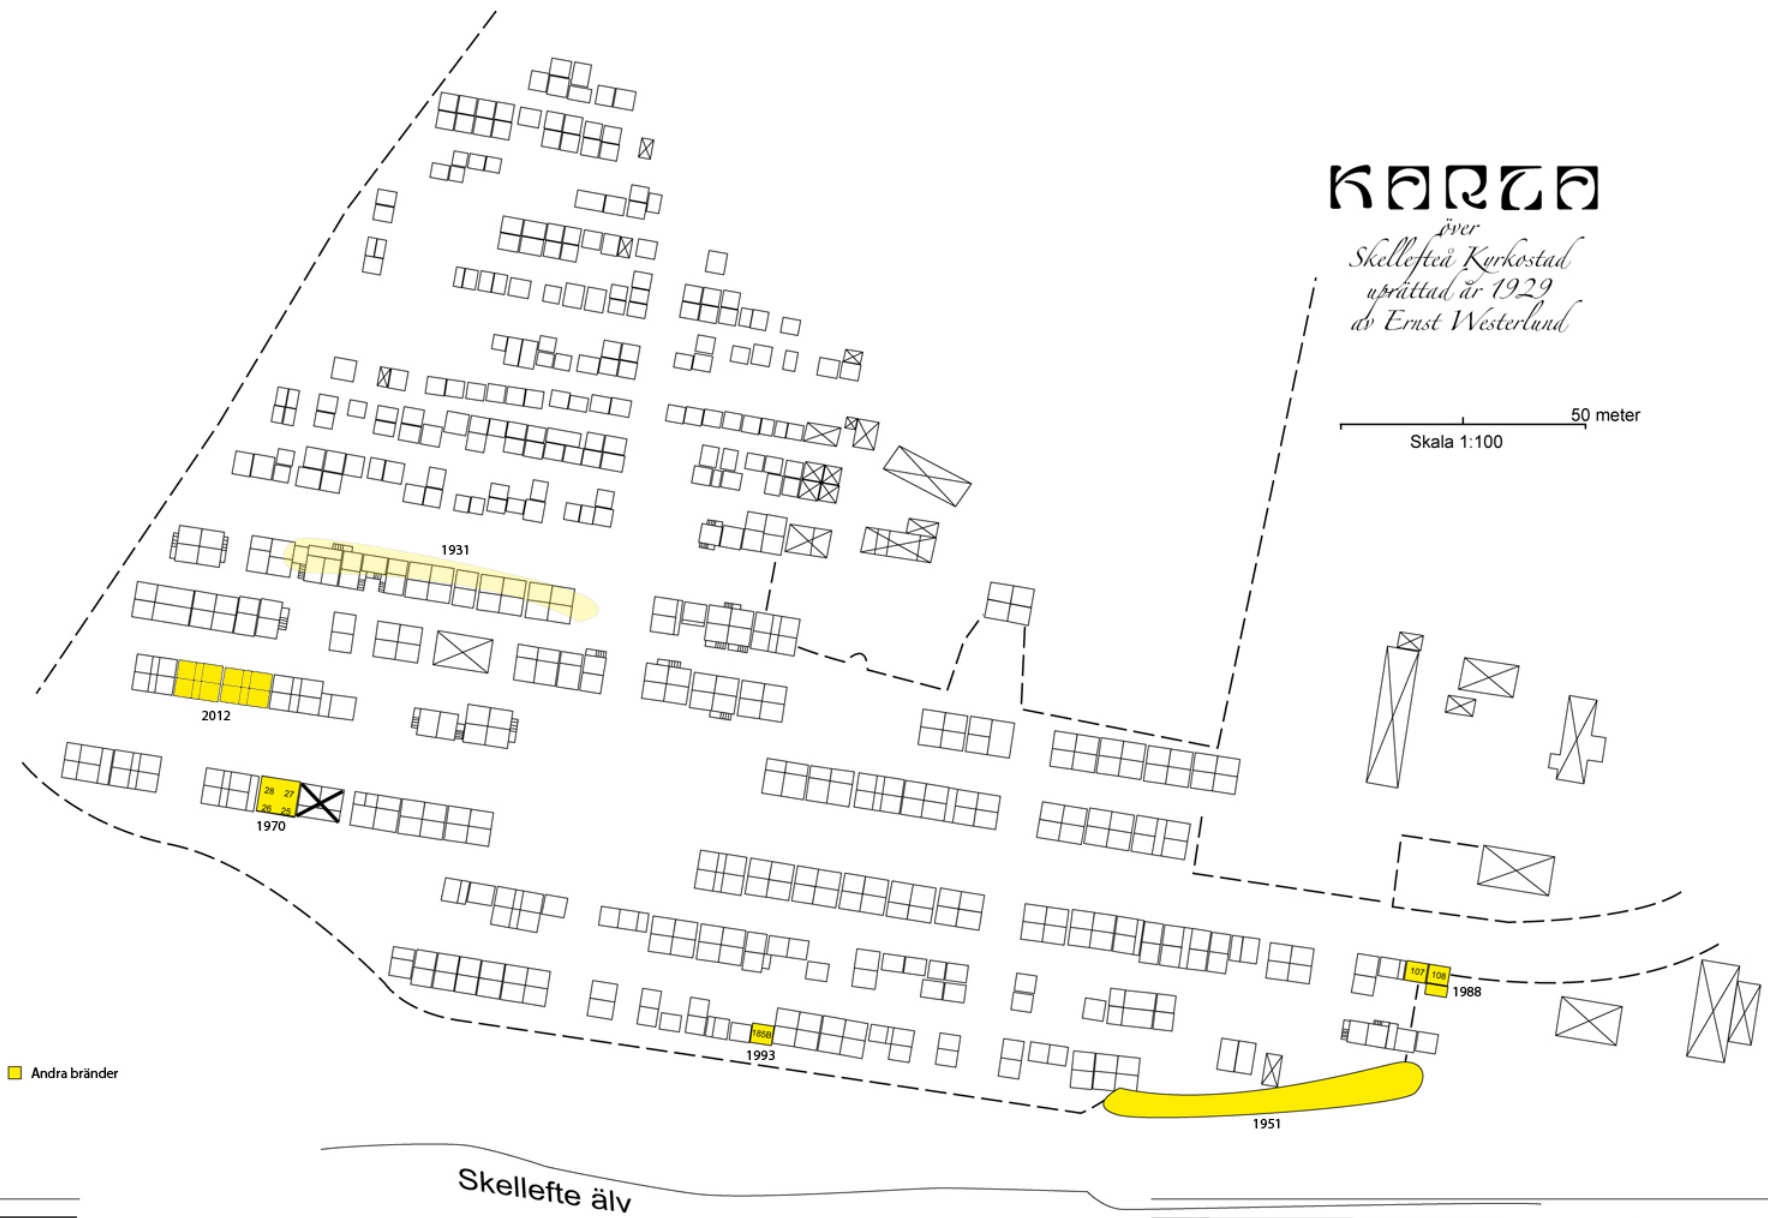 KARTA
över
Skellefteå Kyrkostad
uprättad år 1929
av Ernst Westerlund
50 meter
Skala 1:100
1931
2012
28 27
26 25
1970
107 108
1988
185B
1993
Andra bränder
1951
Skellefte älv